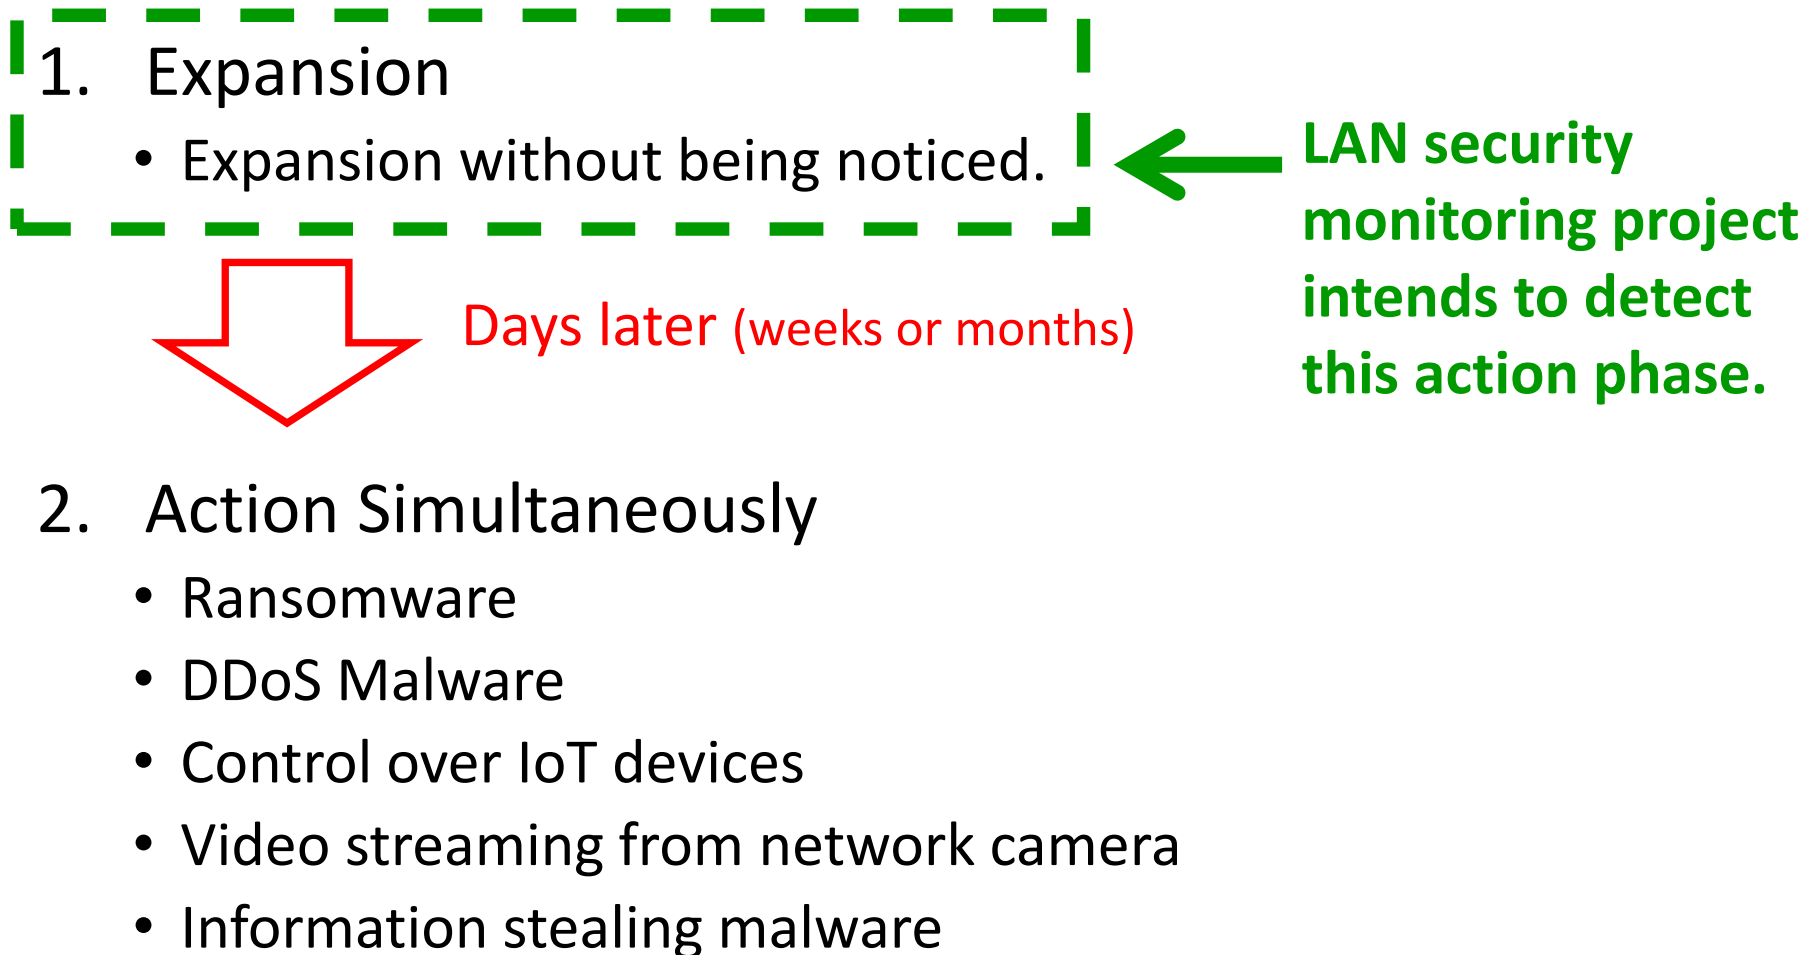 1. Expansion
• Expansion without being noticed.
LAN security
monitoring project
intends to detect
this action phase.
Days later (weeks or months)
2. Action Simultaneously
• Ransomware
• DDoS Malware
• Control over IoT devices
• Video streaming from network camera
• Information stealing malware